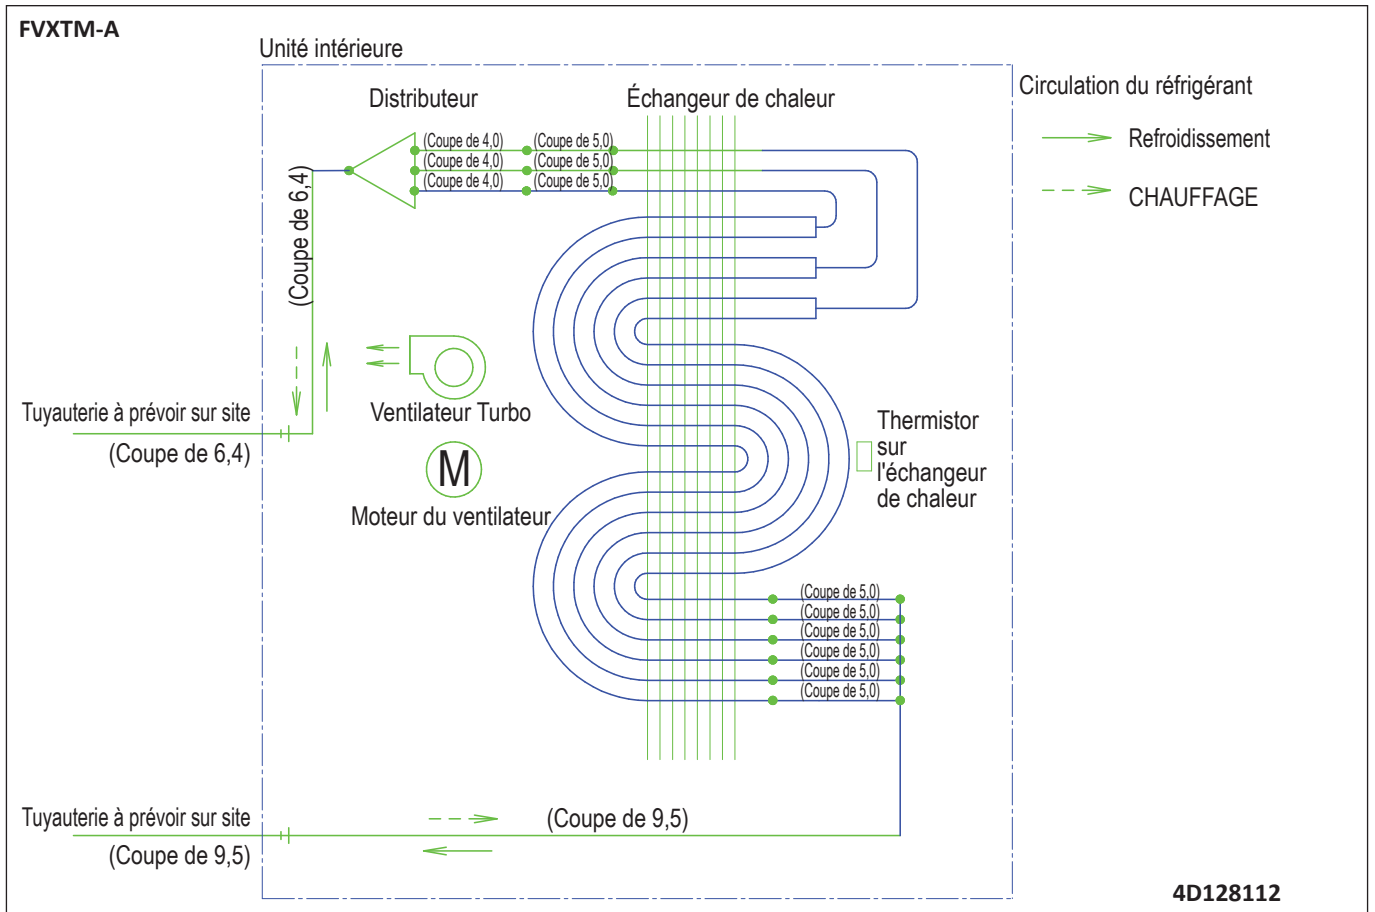 FVXTM-A
Unité intérieure
Distributeur
Échangeur de chaleur
Circulation du réfrigérant
Refroidissement
CHAUFFAGE
(Coupe de 4,0)
(Coupe de 5,0)
(Coupe de 4,0)
(Coupe de 5,0)
(Coupe de 4,0)
(Coupe de 5,0)
(Coupe de 6,4)
Tuyauterie à prévoir sur site
(Coupe de 6,4)
Ventilateur Turbo
M
Moteur du ventilateur
Thermistor
sur
l'échangeur
de chaleur
(Coupe de 5,0)
(Coupe de 5,0)
(Coupe de 5,0)
(Coupe de 5,0)
(Coupe de 5,0)
(Coupe de 5,0)
Tuyauterie à prévoir sur site
(Coupe de 9,5)
(Coupe de 9,5)
4D128112